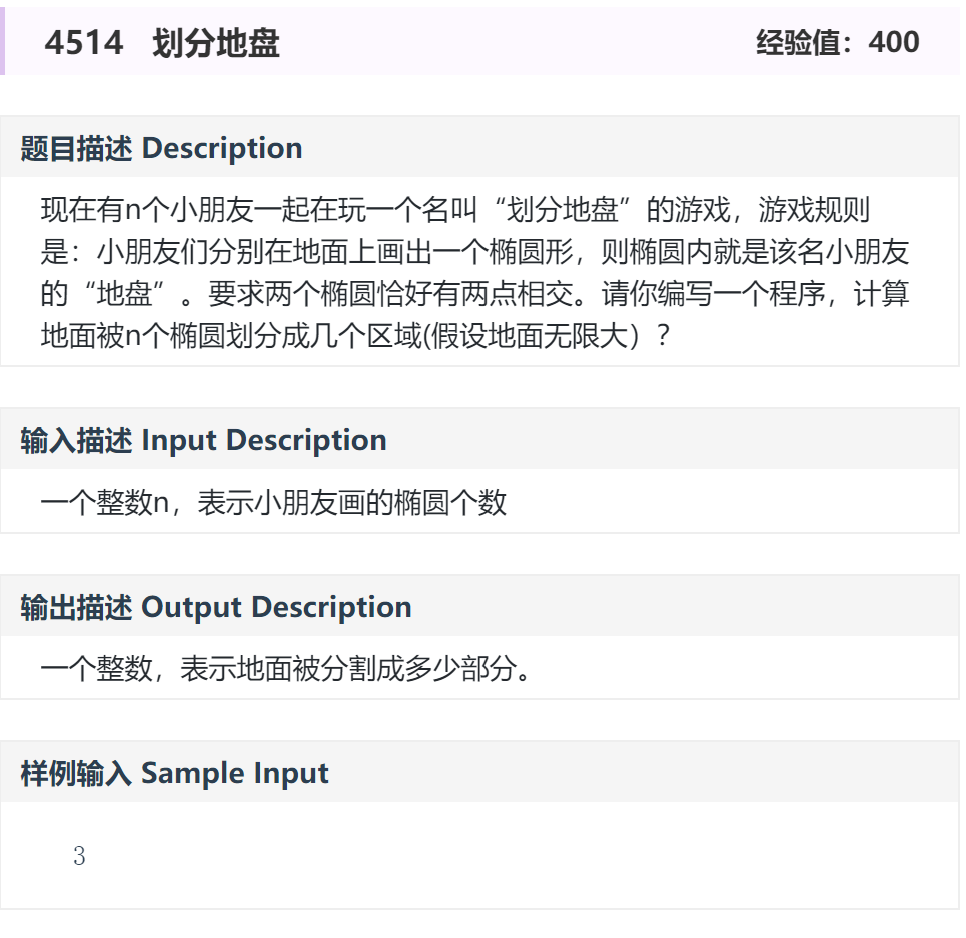 4514 划分地盘 经验值：400
题目描述 Description
现在有n个小朋友一起在玩一个名叫“划分地盘”的游戏，游戏规则
是：小朋友们分别在地面上画出一个椭圆形，则椭圆内就是该名小朋友
的“地盘”。要求两个椭圆恰好有两点相交。请你编写一个程序，计算
地面被n个椭圆划分成几个区域(假设地面无限大）？
输入描述 Input Description
一个整数n，表示小朋友画的椭圆个数
输出描述 Output Description
一个整数，表示地面被分割成多少部分。
样例输入 Sample Input
3